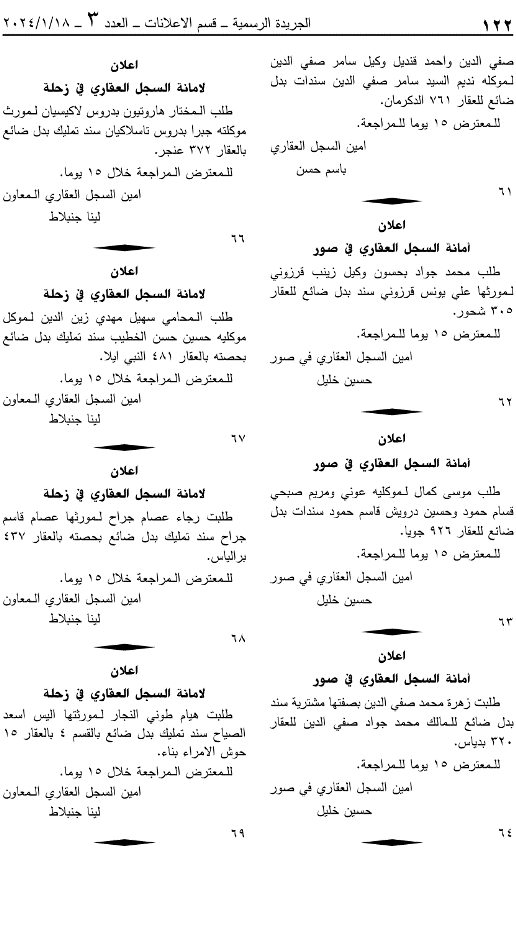 ١٢٢
الجريدة الرسمية ـ قسم الاعلانات ـ العدد ٣ ـ ٢٠٢٤/١/١٨
صفي الدين واحمد قنديل وكيل سامر صفي الدين
لموكله نديم السيد سامر صفي الدين سندات بدل
ضائع للعقار ٧٦١ الدكرمان.
للمعترض ١٥ يوما للمراجعة.
امين السجل العقاري
باسم حسن
٦١
اعلان
أمانة السجل العقاري في صور
طلب محمد جواد بحسون وكيل زينب قرزوني
لمورثها علي يونس قرزوني سند بدل ضائع للعقار
٣٠٥ شحور.
للمعترض ١٥ يوما للمراجعة.
امين السجل العقاري في صور
حسين خليل
٦٢
اعلان
أمانة السجل العقاري في صور
طلب موسى كمال لموكليه عوني ومريم صبحي
قسام حمود وحسين درويش قاسم حمود سندات بدل
ضائع للعقار ٩٢٦ جويا.
للمعترض ١٥ يوما للمراجعة.
امين السجل العقاري في صور
حسين خليل
٦٣
اعلان
أمانة السجل العقاري في صور
طلبت زهرة محمد صفي الدين بصفتها مشترية سند
بدل ضائع للمالك محمد جواد صفي الدين للعقار
٣٢٠ بدياس.
للمعترض ١٥ يوما للمراجعة.
امين السجل العقاري في صور
حسين خليل
٦٤
اعلان
لامانة السجل العقاري في زحلة
طلب المختار هاروتيون بدروس لاكيسيان لمورث
موكلته جبرا بدروس تاسلاكيان سند تمليك بدل ضائع
بالعقار ٣٧٢ عنجر.
للمعترض المراجعة خلال ١٥ يوما.
امين السجل العقاري المعاون
لينا جنبلاط
٦٦
اعلان
لامانة السجل العقاري في زحلة
طلب المحامي سهيل مهدي زين الدين لموكل
موكليه حسين حسن الخطيب سند تمليك بدل ضائع
بحصته بالعقار ٤٨١ النبي ايلا.
للمعترض المراجعة خلال ١٥ يوما.
امين السجل العقاري المعاون
لينا جنبلاط
٦٧
اعلان
لامانة السجل العقاري في زحلة
طلبت رجاء عصام جراح لمورثها عصام قاسم
جراح سند تمليك بدل ضائع بحصته بالعقار ٤٣٧
برالياس.
للمعترض المراجعة خلال ١٥ يوما.
امين السجل العقاري المعاون
لينا جنبلاط
٦٨
اعلان
لامانة السجل العقاري في زحلة
طلبت هيام طوني النجار لمورثتها اليس اسعد
الصياح سند تمليك بدل ضائع بالقسم ٤ بالعقار ١٥
حوش الامراء بناء.
للمعترض المراجعة خلال ١٥ يوما.
امين السجل العقاري المعاون
لينا جنبلاط
٦٩